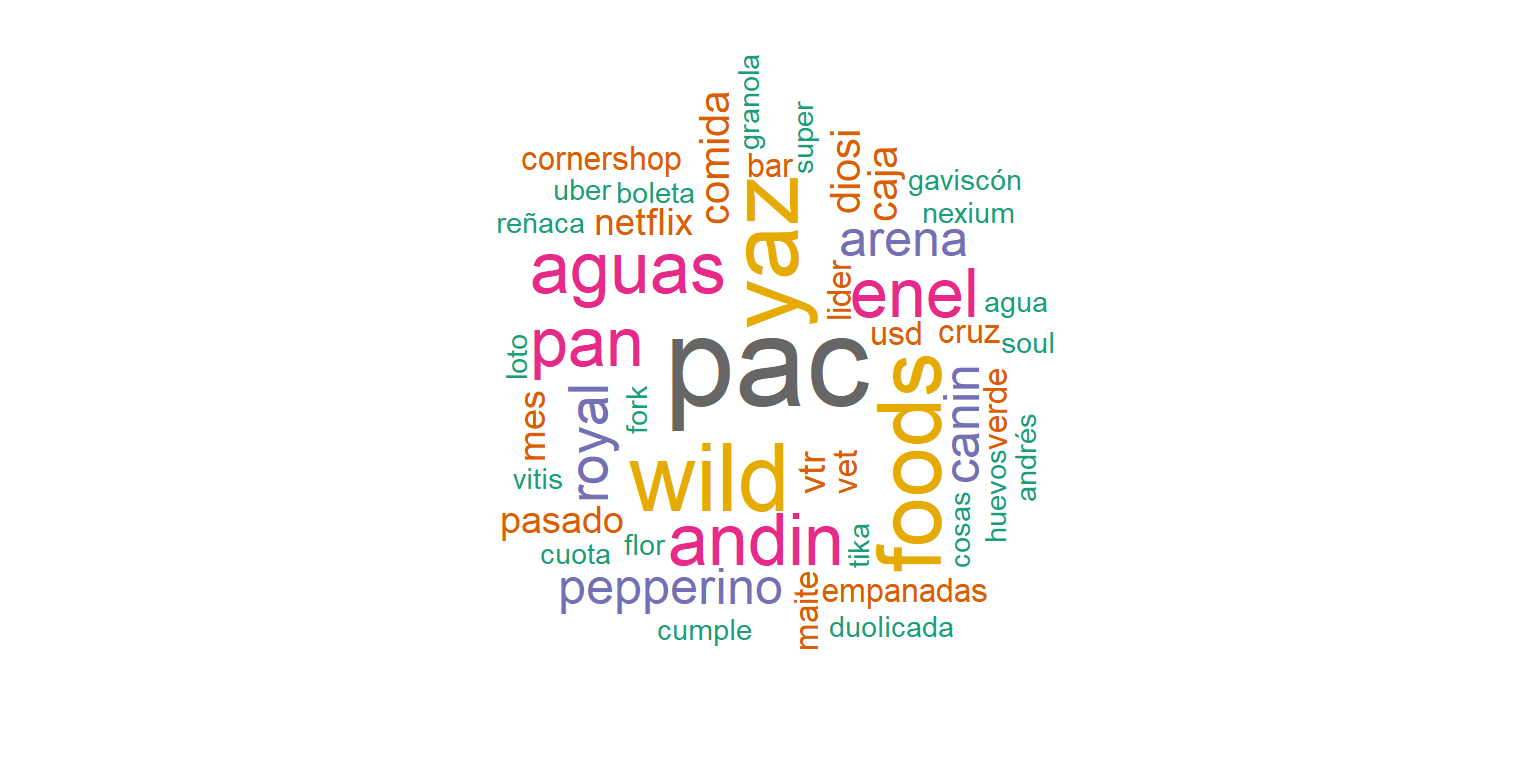 granola
comida
super
cornershop
bar
diosi
caja
gaviscón
uber
boleta
yaz
nexium
reñaca
netflix
arena
aguas
lider
enel
agua
usd
cruz
soul
pan
loto
pac
foods
canin
verde
mes
royal
fork
andrés
wild
vtr
vet
huevos
vitis
cosas
pasado
andin
tika
flor
cuota
pepperino
maite
empanadas
cumple
duolicada